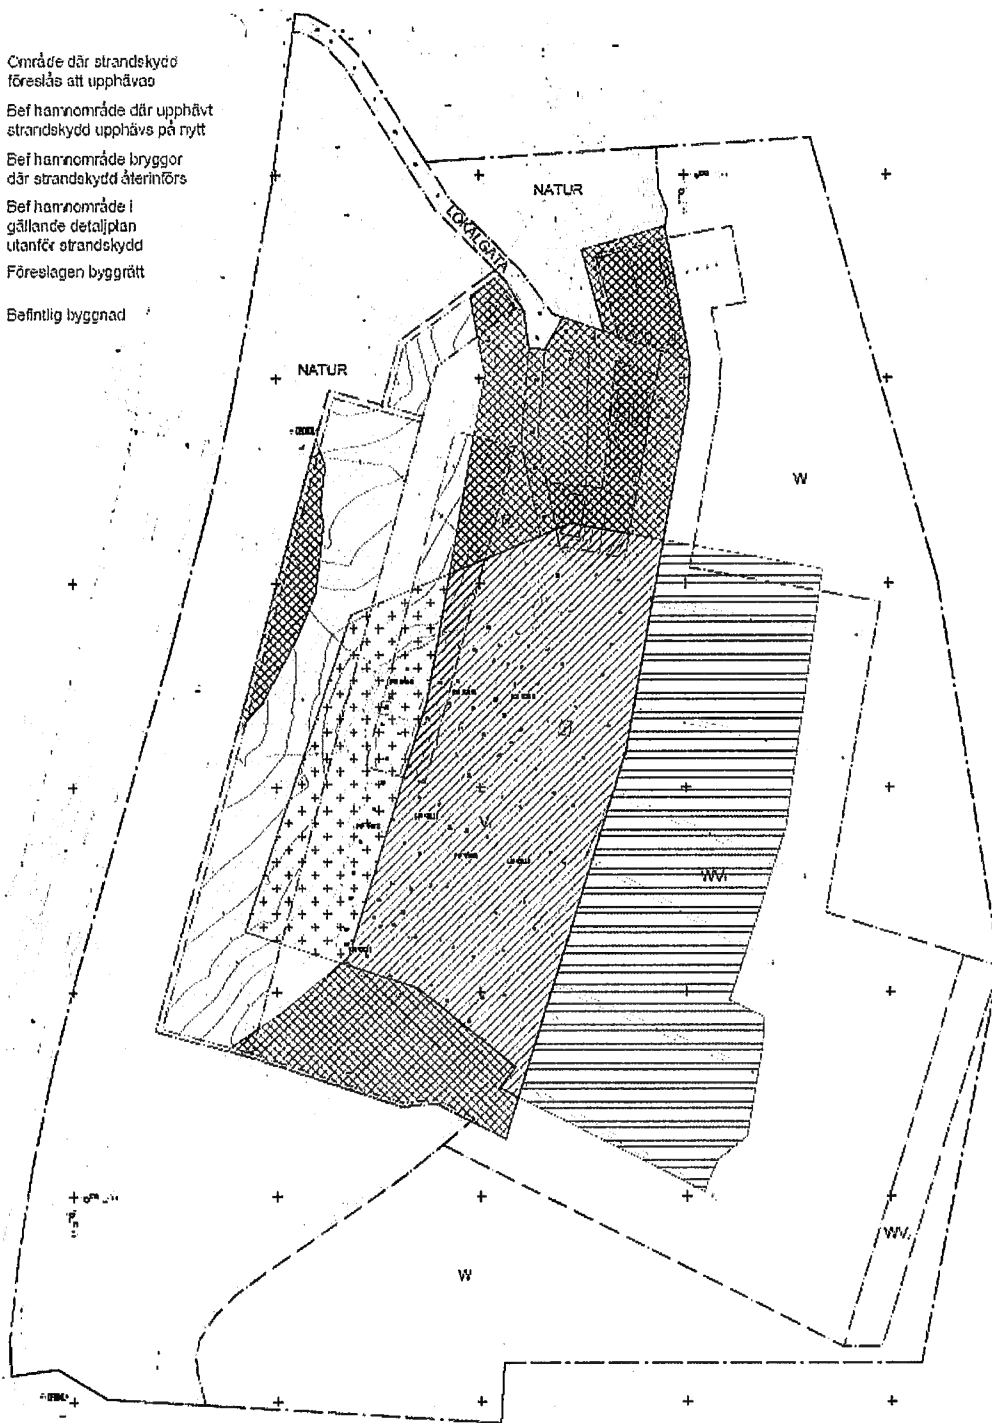 Område där strandskydd
föreslås att upphävas
Bef hamnområde där upphävt
strandskydd upphävs på nytt
Bef hamnområde bryggor
där strandskydd återinförs
Bef hamnområde i
gällande detaljplan
utanför strandskydd
Föreslagen byggrätt
Befintlig byggnad
NATUR
LOKALGATA
NATUR
W
V
WV
WV
W